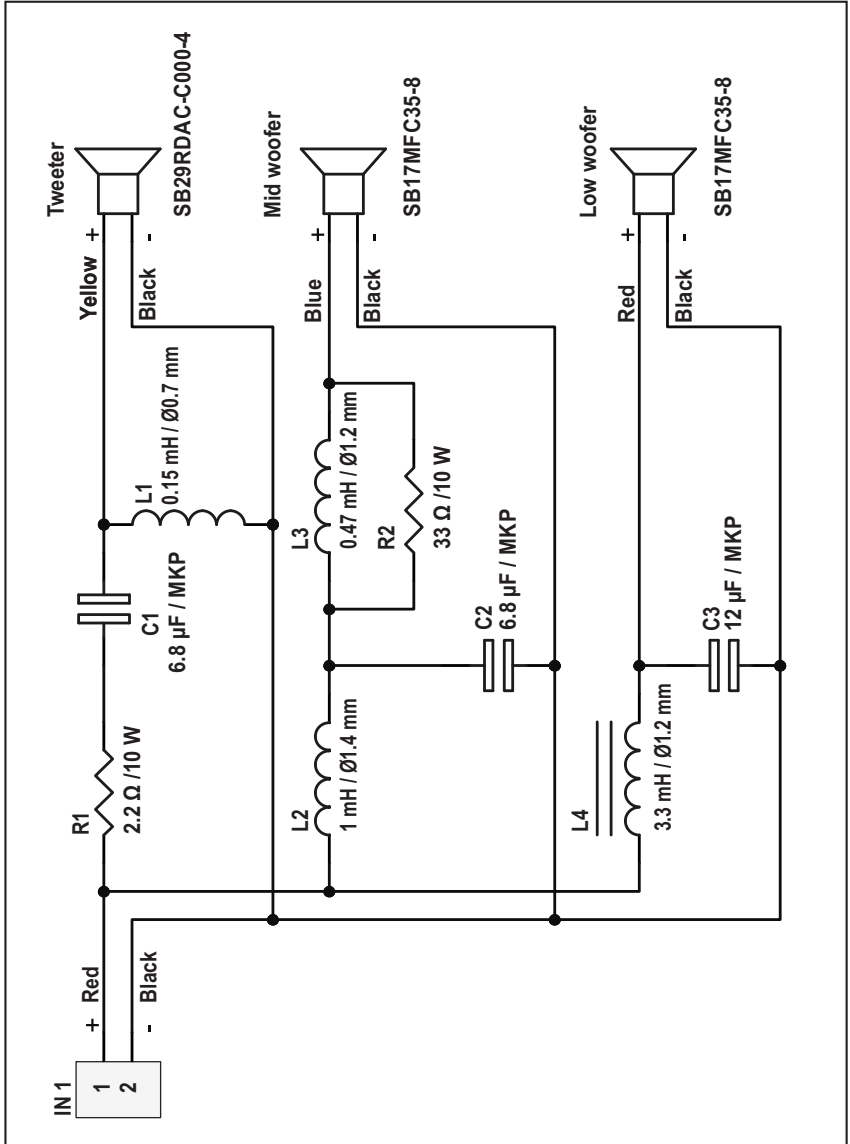 IN 1
1
2
+ Red
- Black
R1
2.2 Ω /10 W
C1
6.8 µF / MKP
L1
0.15 mH / Ø0.7 mm
Yellow +
Black -
Tweeter
SB29RDAC-C000-4
L2
1 mH / Ø1.4 mm
L3
0.47 mH / Ø1.2 mm
R2
33 Ω /10 W
C2
6.8 µF / MKP
Blue +
Black -
Mid woofer
SB17MFC35-8
L4
3.3 mH / Ø1.2 mm
C3
12 µF / MKP
Red +
Black -
Low woofer
SB17MFC35-8